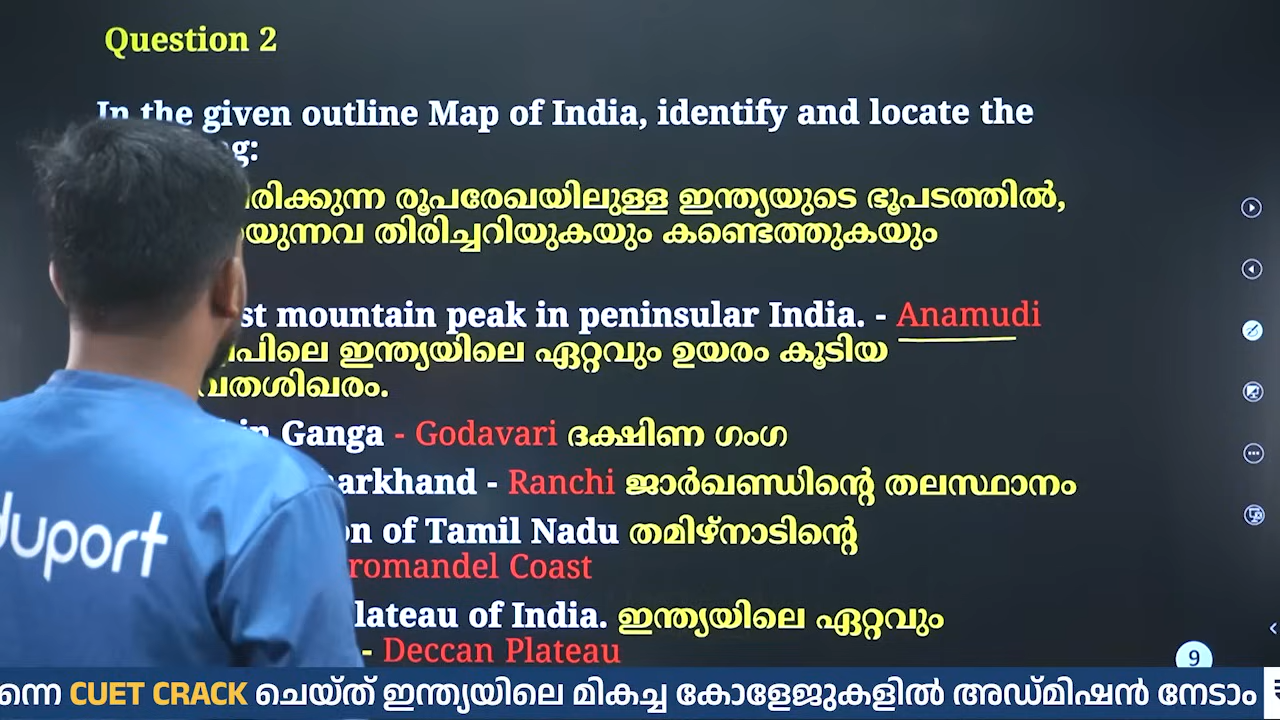 Question 2
In the given outline Map of India, identify and locate the
g:
രിക്കുന്ന രൂപരേഖയിലുള്ള ഇന്ത്യയുടെ ഭൂപടത്തിൽ,
യുന്നവ തിരിച്ചറിയുകയും കണ്ടെത്തുകയും
st mountain peak in peninsular India. - Anamudi
പിലെ ഇന്ത്യയിലെ ഏറ്റവും ഉയരം കൂടിയ
വതശിഖരം.
in Ganga - Godavari ദക്ഷിണ ഗംഗ
arkhand - Ranchi ജാർഖണ്ഡിന്റെ തലസ്ഥാനം
on of Tamil Nadu തമിഴ്നാടിന്റെ
romandel Coast
lateau of India. ഇന്ത്യയിലെ ഏറ്റവും
- Deccan Plateau
duport
9
ന്നെ CUET CRACK ചെയ്ത് ഇന്ത്യയിലെ മികച്ച കോളേജുകളിൽ അഡ്മിഷൻ നേടാം